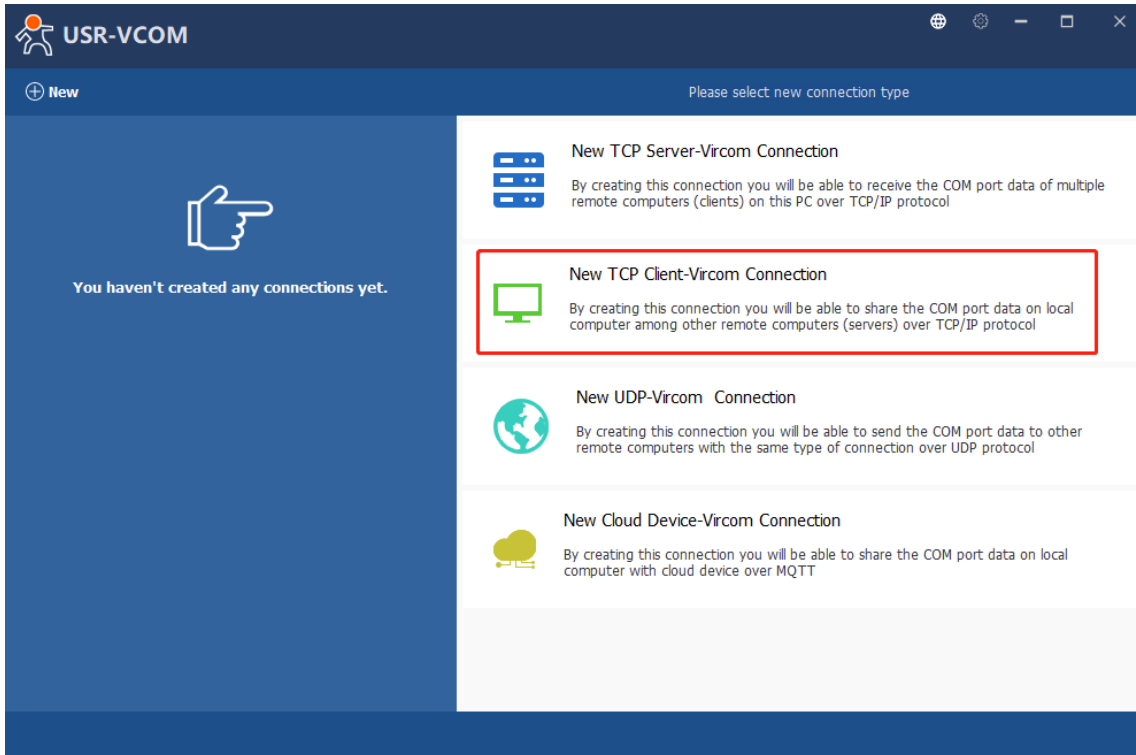 USR-VCOM
New
Please select new connection type
You haven't created any connections yet.
New TCP Server-Vircom Connection
By creating this connection you will be able to receive the COM port data of multiple
remote computers (clients) on this PC over TCP/IP protocol
New TCP Client-Vircom Connection
By creating this connection you will be able to share the COM port data on local
computer among other remote computers (servers) over TCP/IP protocol
New UDP-Vircom Connection
By creating this connection you will be able to send the COM port data to other
remote computers with the same type of connection over UDP protocol
New Cloud Device-Vircom Connection
By creating this connection you will be able to share the COM port data on local
computer with cloud device over MQTT